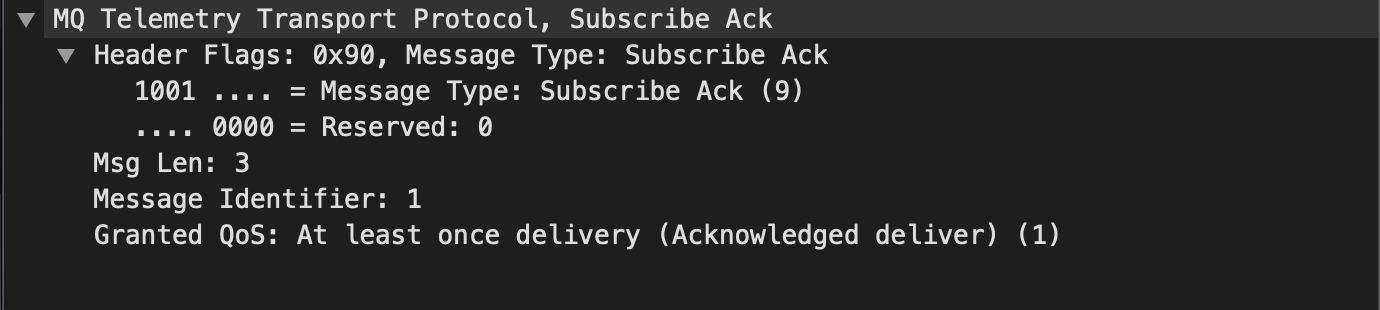 MQ Telemetry Transport Protocol, Subscribe Ack
Header Flags: 0x90, Message Type: Subscribe Ack
1001 .... = Message Type: Subscribe Ack (9)
.... 0000 = Reserved: 0
Msg Len: 3
Message Identifier: 1
Granted QoS: At least once delivery (Acknowledged deliver) (1)